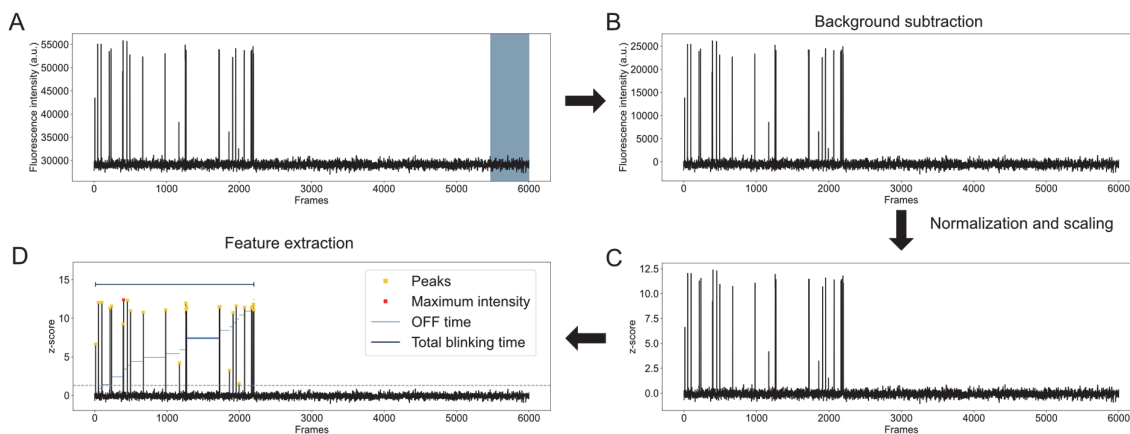 A
Fluorescence intensity (a.u.)
55000
50000
45000
40000
35000
30000
0
1000
2000
3000
4000
5000
6000
Frames
Background subtraction
B
Fluorescence intensity (a.u.)
25000
20000
15000
10000
5000
0
0
1000
2000
3000
4000
5000
6000
Frames
Normalization and scaling
C
z-score
12.5
10.0
7.5
5.0
2.5
0.0
0
1000
2000
3000
4000
5000
6000
Frames
Feature extraction
D
z-score
15
10
5
0
0
1000
2000
3000
4000
5000
6000
Frames
Peaks
Maximum intensity
OFF time
Total blinking time